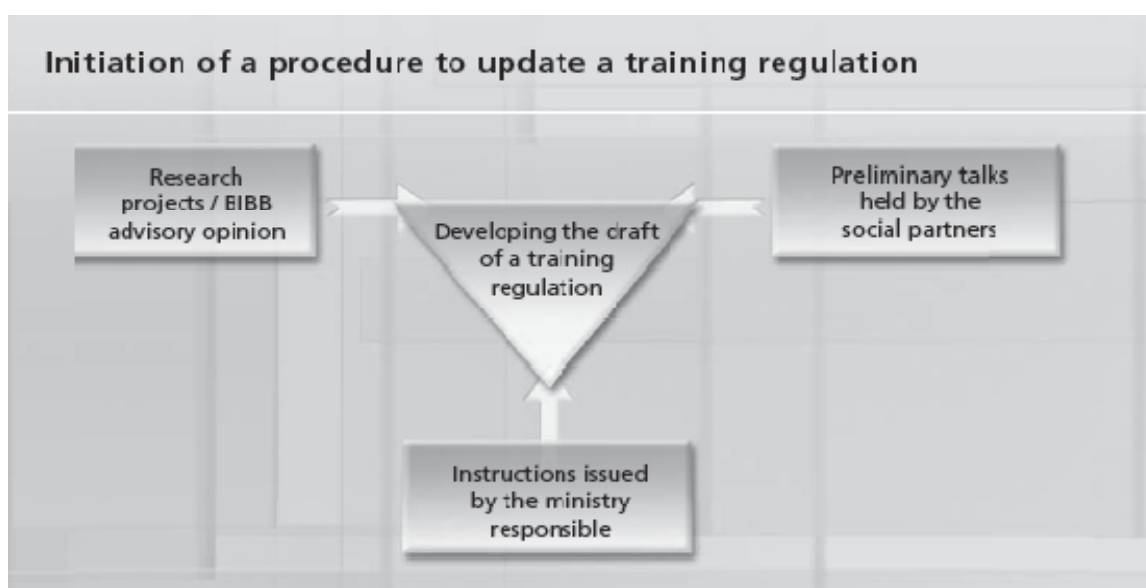 Initiation of a procedure to update a training regulation
Research
projects / BIBB
advisory opinion
Developing the draft
of a training
regulation
Preliminary talks
held by the
social partners
Instructions issued
by the ministry
responsible